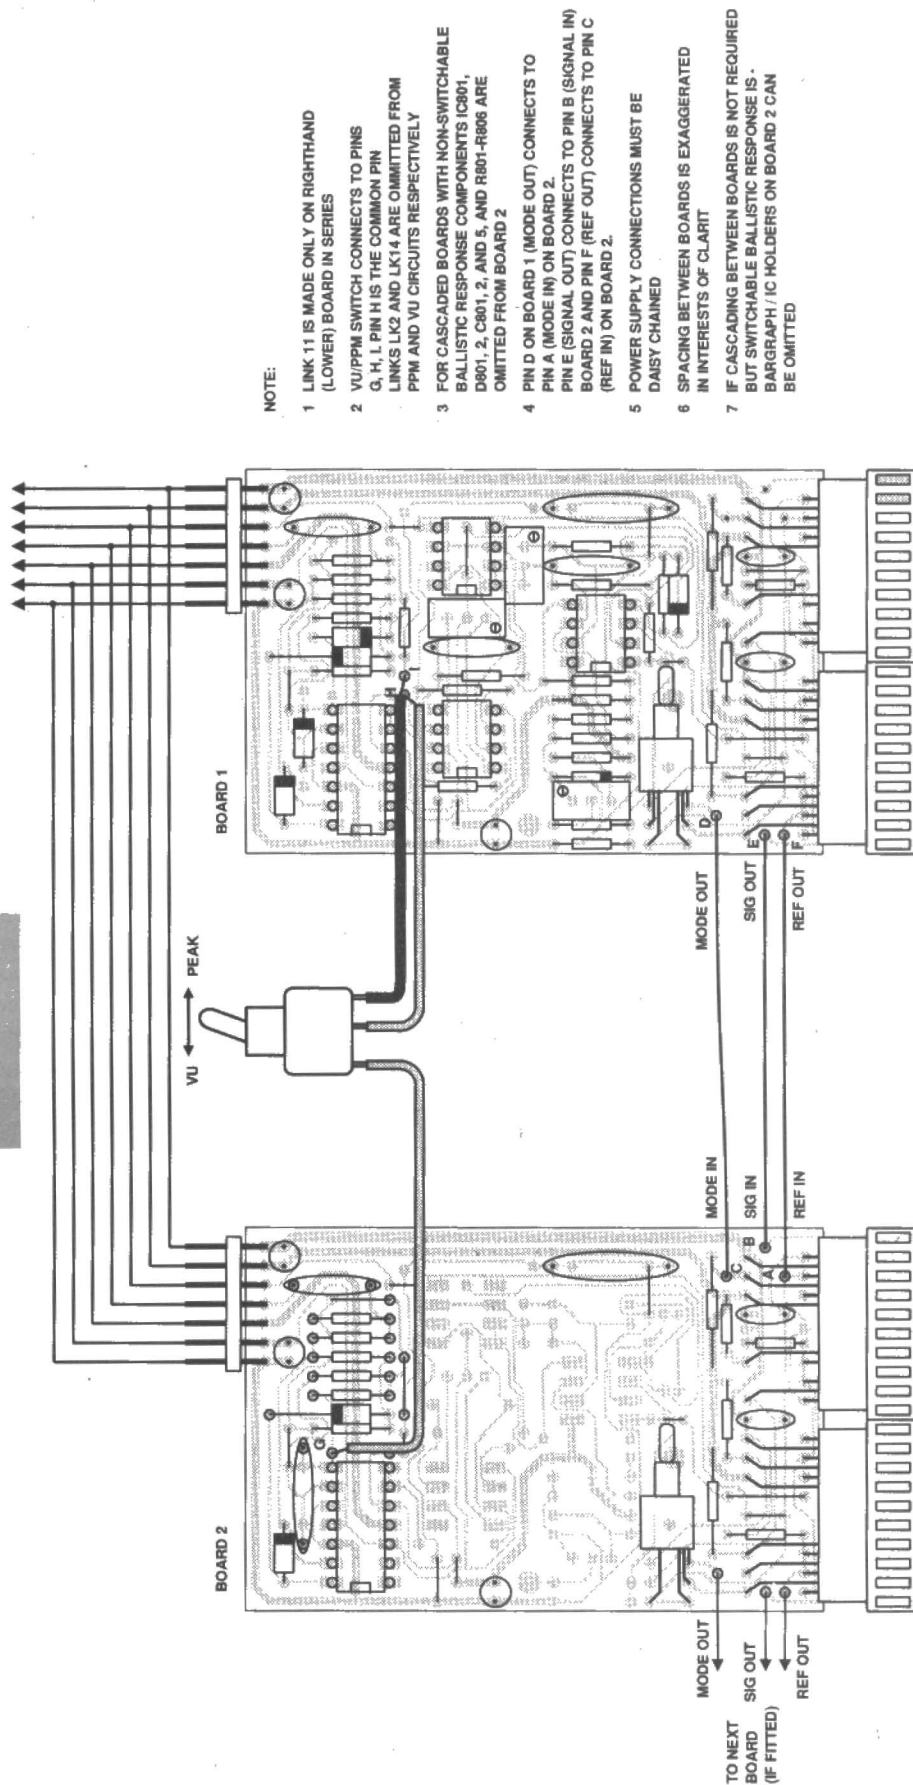 NOTE:
1 LINK 11 IS MADE ONLY ON RIGHTHAND
(LOWER) BOARD IN SERIES
2 VU/PPM SWITCH CONNECTS TO PINS
G, H, I. PIN H IS THE COMMON PIN
LINKS LK2 AND LK14 ARE OMMITTED FROM
PPM AND VU CIRCUITS RESPECTIVELY
3 FOR CASCADED BOARDS WITH NON-SWITCHABLE
BALLISTIC RESPONSE COMPONENTS IC801,
D801, 2, C801, 2, AND 5, AND R801-R806 ARE
OMITTED FROM BOARD 2
4 PIN D ON BOARD 1 (MODE OUT) CONNECTS TO
PIN A (MODE IN) ON BOARD 2.
PIN E (SIGNAL OUT) CONNECTS TO PIN B (SIGNAL IN)
BOARD 2 AND PIN F (REF OUT) CONNECTS TO PIN C
(REF IN) ON BOARD 2.
5 POWER SUPPLY CONNECTIONS MUST BE
DAISY CHAINED
6 SPACING BETWEEN BOARDS IS EXAGGERATED
IN INTERESTS OF CLARIT
7 IF CASCADING BETWEEN BOARDS IS NOT REQUIRED
BUT SWITCHABLE BALLISTIC RESPONSE IS -
BARGRAPH / IC HOLDERS ON BOARD 2 CAN
BE OMITTED
BOARD 2
VU
PEAK
BOARD 1
G
H
I
MODE OUT
MODE IN
C
MODE OUT
D
TO NEXT
BOARD
(IF FITTED)
SIG OUT
SIG IN
B
SIG OUT
E
REF OUT
A
REF IN
REF OUT
F